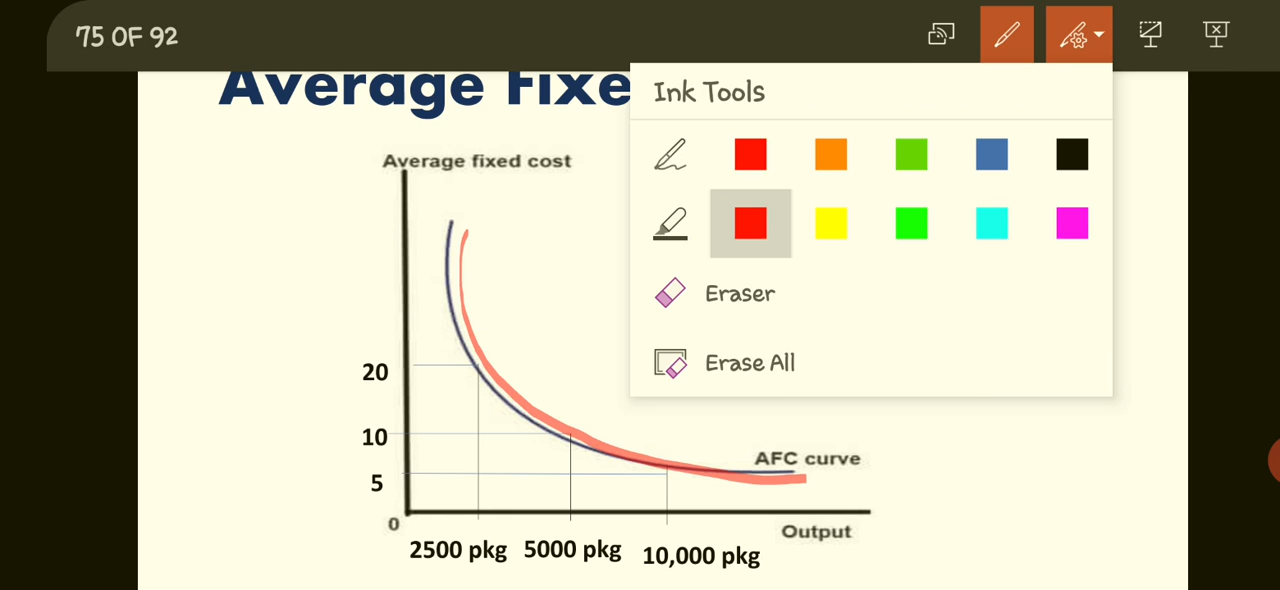 75 OF 92
Ink Tools
Average Fixe
Average fixed cost
Eraser
Erase All
20
10
5
AFC curve
0
Output
2500 pkg
5000 pkg
10,000 pkg